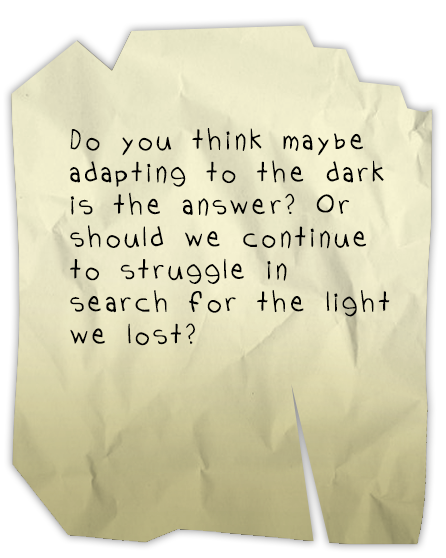 Do you think maybe
adapting to the dark
is the answer? Or
should we continue
to struggle in
search for the light
we lost?